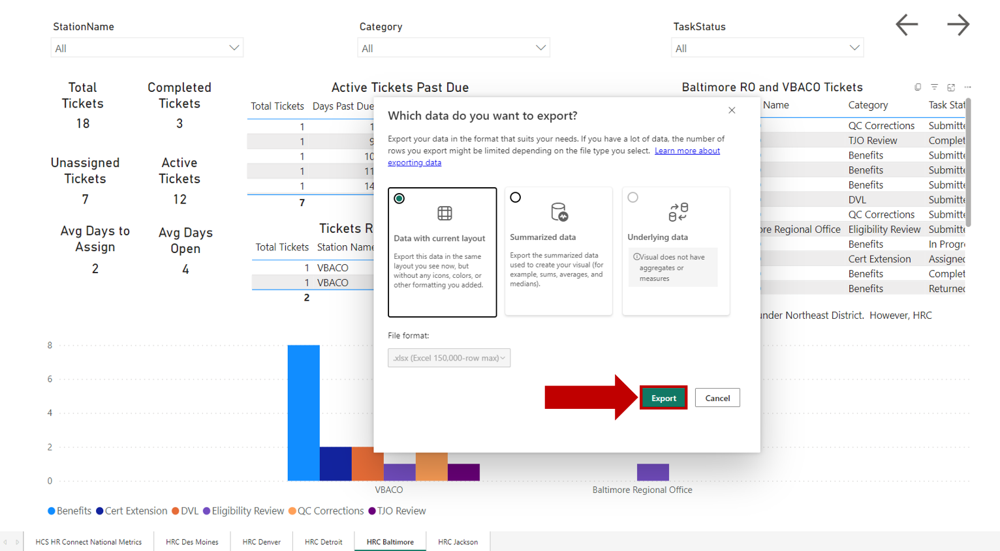 StationName
All
Category
All
TaskStatus
All
Total
Tickets
18
Completed
Tickets
3
Unassigned
Tickets
7
Active
Tickets
12
Avg Days to
Assign
2
Avg Days
Open
4
Active Tickets Past Due
Total Tickets Days Past Due
1 1
1 9
1 10
1 11
1 14
7
Tickets R
Total Tickets Station Name
1 VBACO
1 VBACO
2
Baltimore RO and VBACO Tickets
Name Category Task Stat
QC Corrections Submitte
TJO Review Complet
Benefits Submitte
Benefits Submitte
Benefits Submitte
DVL Submitte
QC Corrections Submitte
re Regional Office Eligibility Review Submitte
Benefits In Progr
Cert Extension Assigned
Benefits Complet
Benefits Returned
under Northeast District. However, HRC
Which data do you want to export?
Export your data in the format that suits your needs. If you have a lot of data, the number of
rows you export might be limited depending on the file type you select. Learn more about
exporting data
Data with current layout
Export this data in the same
layout you see now, but
without any icons, colors, or
other formatting you added.
Summarized data
Export the summarized data
used to create your visual (for
example, sums, averages, and
medians).
Underlying data
Visual does not have
aggregates or
measures
File format:
.xlsx (Excel 150,000-row max)
Export
Cancel
8
6
4
2
0
VBACO
Baltimore Regional Office
Benefits Cert Extension DVL Eligibility Review QC Corrections TJO Review
HCS HR Connect National Metrics HRC Des Moines HRC Denver HRC Detroit HRC Baltimore HRC Jackson